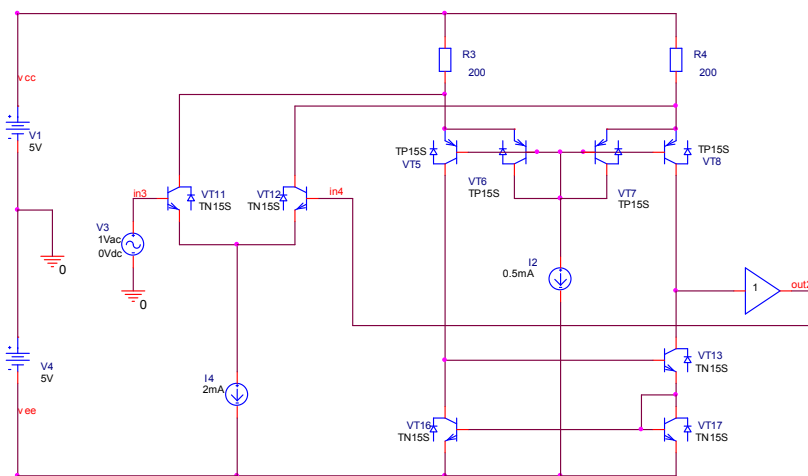 R3
200
R4
200
vcc
V1
5V
TP15S
VT5
VT6
TP15S
VT7
TP15S
TP15S
VT8
in3
VT11
TN15S
VT12
TN15S
in4
V3
1Vac
0Vdc
0
0
I2
0.5mA
1
out2
V4
5V
I4
2mA
VT13
TN15S
vee
VT16
TN15S
VT17
TN15S